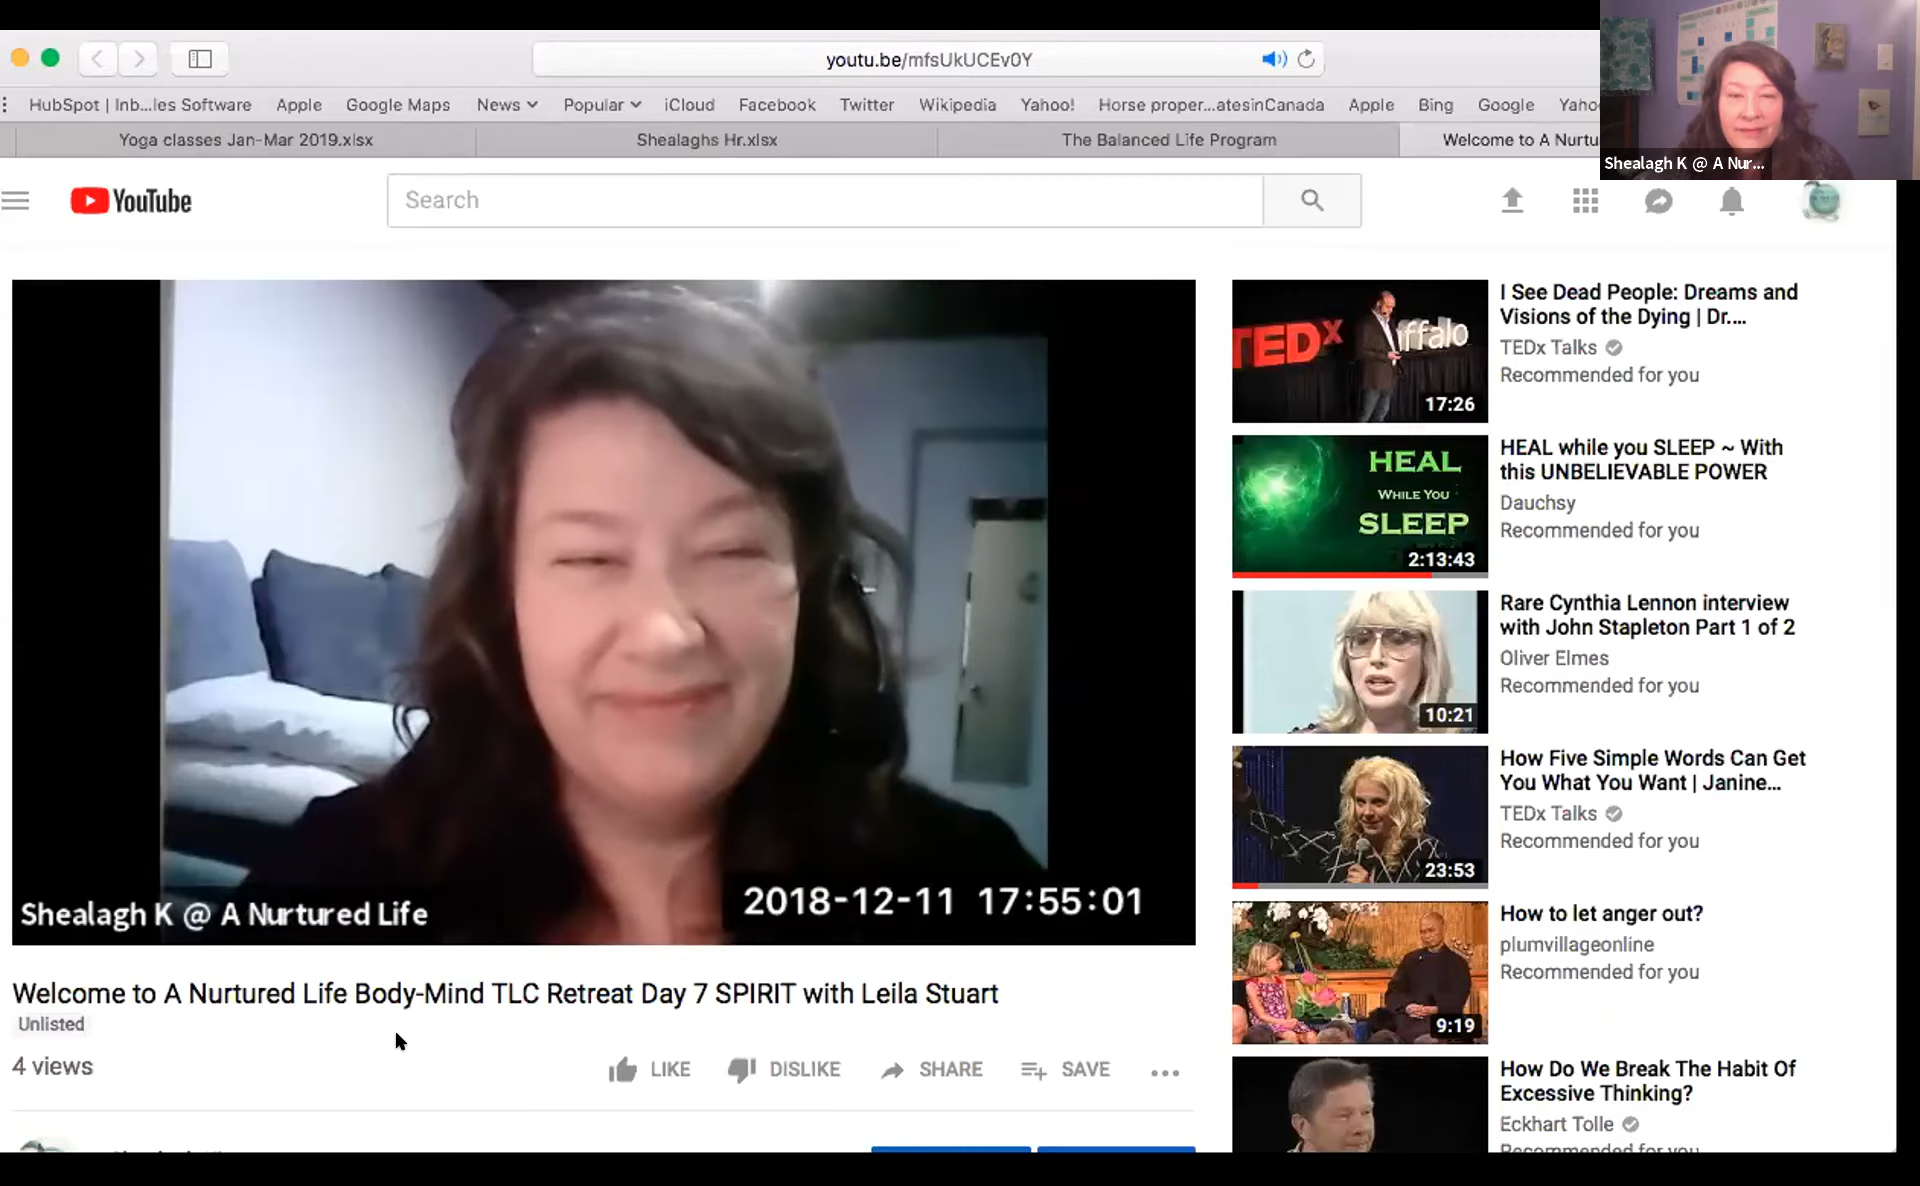 youtu.be/mfsUkUCEv0Y
HubSpot | Inb...les Software Apple Google Maps News Popular iCloud Facebook Twitter Wikipedia Yahoo! Horse proper...atesinCanada Apple Bing Google Yaho
Yoga classes Jan-Mar 2019.xlsx Shealaghs Hr.xlsx The Balanced Life Program Welcome to A Nurtu
Shealagh K @ A Nur...
YouTube
Search
Shealagh K @ A Nurtured Life
2018-12-11 17:55:01
Welcome to A Nurtured Life Body-Mind TLC Retreat Day 7 SPIRIT with Leila Stuart
Unlisted
4 views
LIKE DISLIKE SHARE SAVE
TEDx
ffalo
17:26
I See Dead People: Dreams and
Visions of the Dying | Dr....
TEDx Talks
Recommended for you
HEAL
WHILE YOU
SLEEP
2:13:43
HEAL while you SLEEP ~ With
this UNBELIEVABLE POWER
Dauchsy
Recommended for you
10:21
Rare Cynthia Lennon interview
with John Stapleton Part 1 of 2
Oliver Elmes
Recommended for you
23:53
How Five Simple Words Can Get
You What You Want | Janine...
TEDx Talks
Recommended for you
9:19
How to let anger out?
plumvillageonline
Recommended for you
How Do We Break The Habit Of
Excessive Thinking?
Eckhart Tolle
Recommended for you